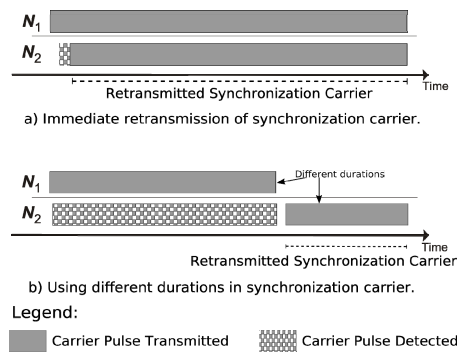 N1
N2
Time
Retransmitted Synchronization Carrier
a) Immediate retransmission of synchronization carrier.
Different durations
N1
N2
Time
Retransmitted Synchronization Carrier
b) Using different durations in synchronization carrier.
Legend:
Carrier Pulse Transmitted
Carrier Pulse Detected